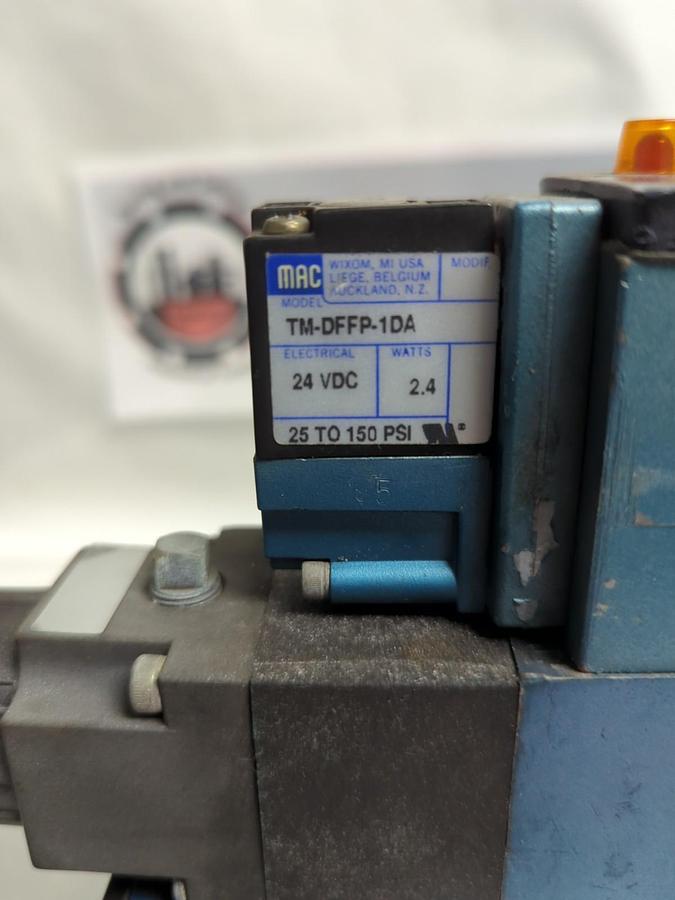 MAC
WIXOM, MI USA
LIEGE, BELGIUM
AUCKLAND, N.Z.
MODIF
MODEL
TM-DFFP-1DA
ELECTRICAL
WATTS
24 VDC
2.4
25 TO 150 PSI
®